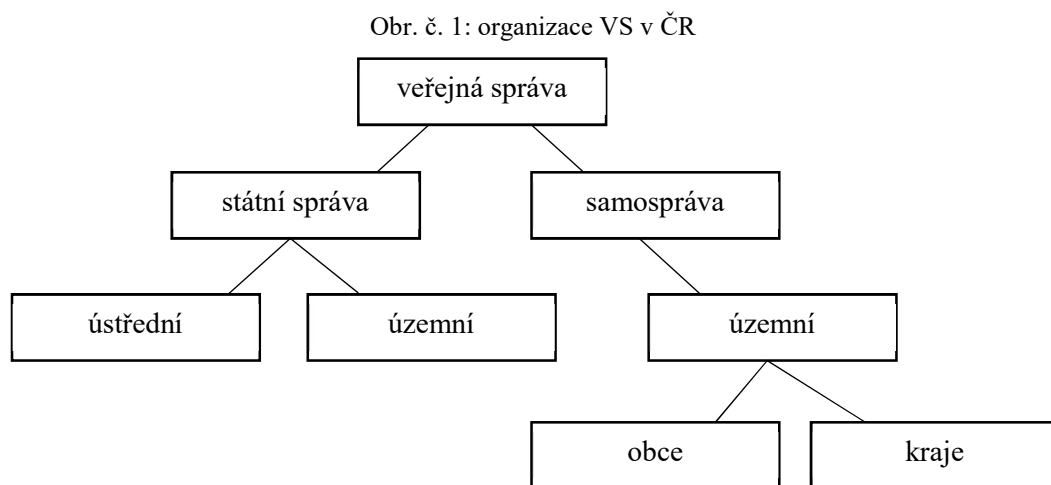 Obr. č. 1: organizace VS v ČR
veřejná správa
státní správa
samospráva
ústřední
územní
územní
obce
kraje